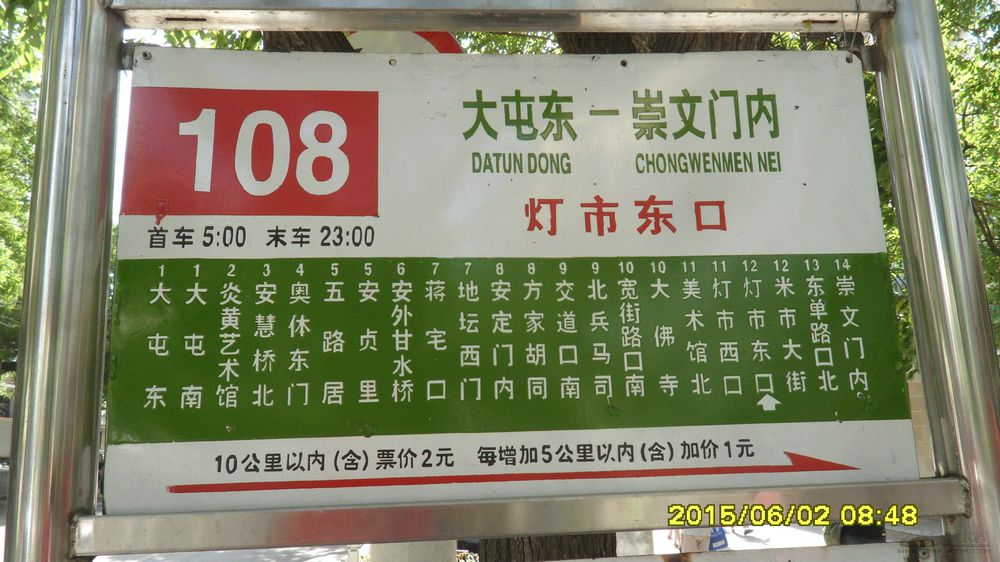 108
大屯东－崇文门内
DATUN DONG CHONGWENMEN NEI
灯市东口
首车 5:00 末车 23:00
1 大屯东
1 大屯南
2 炎黄艺术馆
3 安慧桥北
4 奥体东门
5 五路居
5 安贞里
6 安外甘水桥
7 蒋宅口
7 地坛西门
8 安定门内
8 方家胡同
9 交道口南
9 北兵马司
10 宽街路口南
10 大佛寺
11 美术馆北
11 灯市西口
12 灯市东口
12 米市大街
13 东单路口北
14 崇文门内
10公里以内(含)票价2元 每增加5公里以内(含)加价1元
2015/06/02 08:48